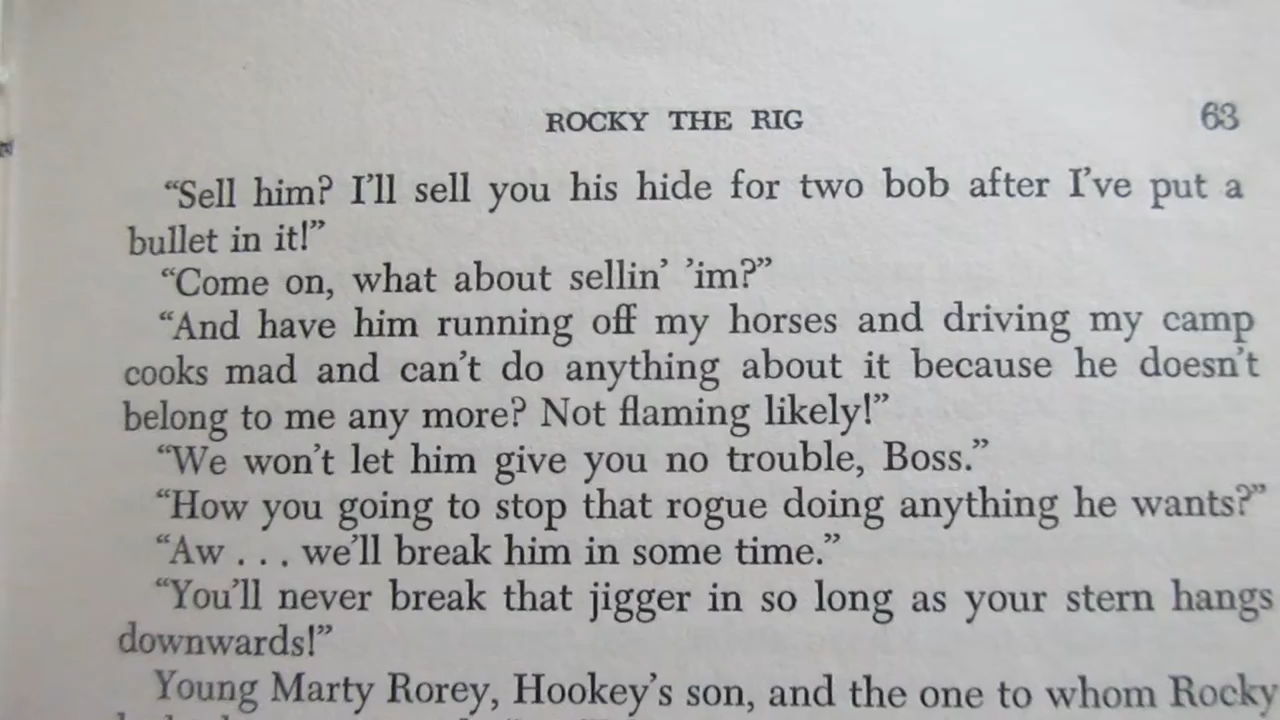 ROCKY THE RIG 63
“Sell him? I’ll sell you his hide for two bob after I’ve put a
bullet in it!”
“Come on, what about sellin’ ’im?”
“And have him running off my horses and driving my camp
cooks mad and can’t do anything about it because he doesn’t
belong to me any more? Not flaming likely!”
“We won’t let him give you no trouble, Boss.”
“How you going to stop that rogue doing anything he wants?”
“Aw . . . we’ll break him in some time.”
“You’ll never break that jigger in so long as your stern hangs
downwards!”
Young Marty Rorey, Hookey’s son, and the one to whom Rocky